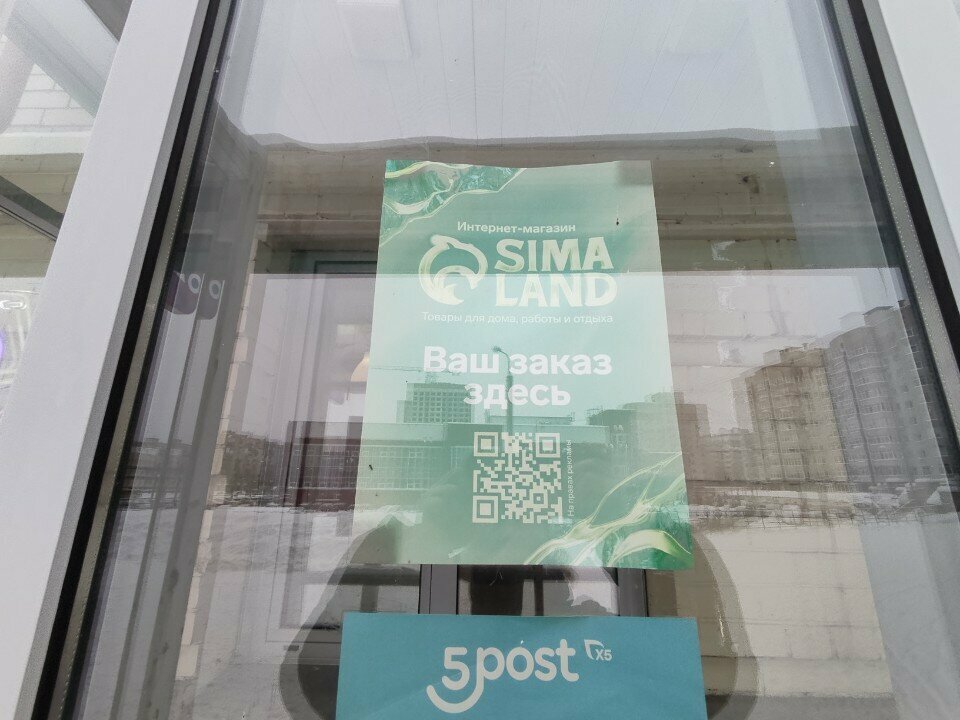 Интернет-магазин
SIMA
LAND
Товары для дома, работы и отдыха
Ваш заказ
здесь
На правах рекламы
5post X5